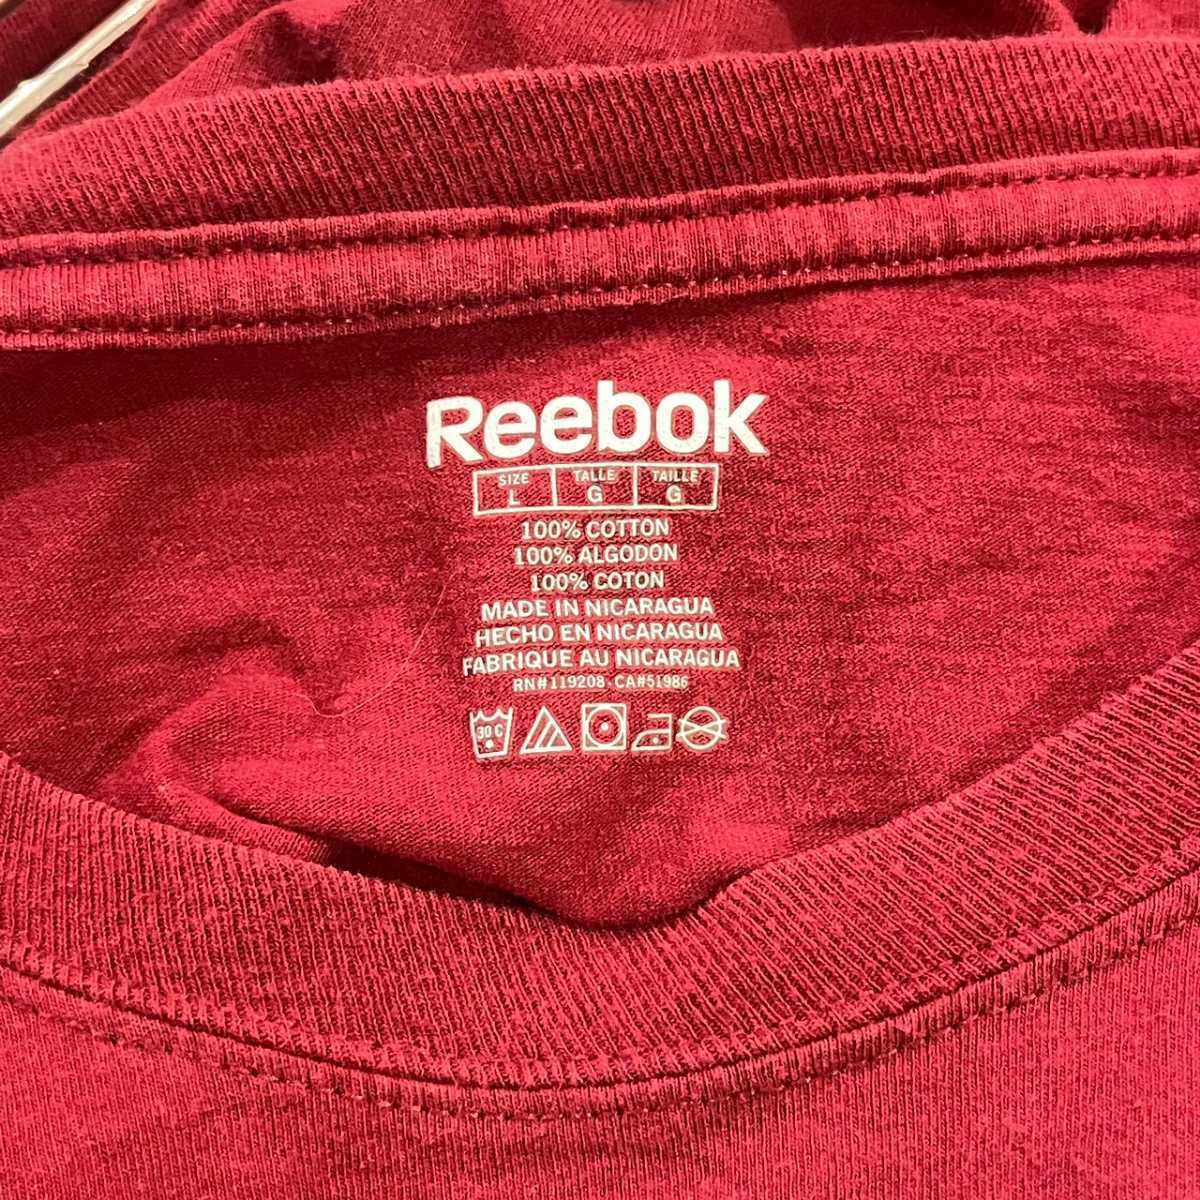 Reebok
SIZE TALLE TAILLE
L G G
100% COTTON
100% ALGODON
100% COTON
MADE IN NICARAGUA
HECHO EN NICARAGUA
FABRIQUE AU NICARAGUA
RN# 119208 - CA#51986
30 C